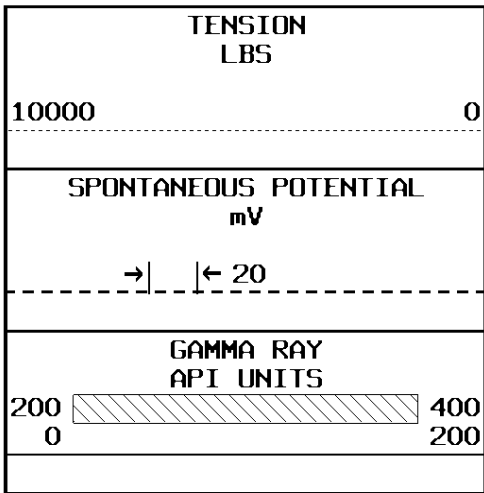 TENSION
LBS
10000 0
SPONTANEOUS POTENTIAL
mV
→ ← 20
GAMMA RAY
API UNITS
200 400
0 200